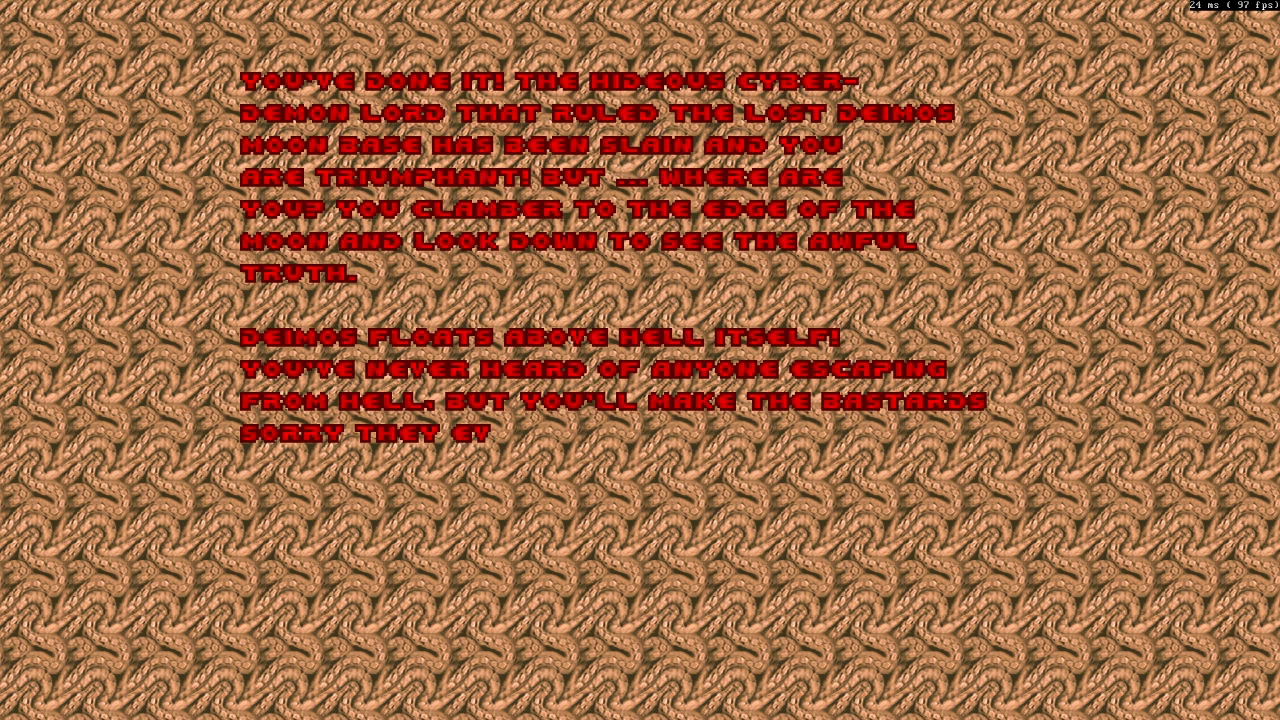 24 ms ( 97 fps)
YOU'VE DONE IT! THE HIDEOUS CYBER-
DEMON LORD THAT RULED THE LOST DEIMOS
MOON BASE HAS BEEN SLAIN AND YOU
ARE TRIUMPHANT! BUT ... WHERE ARE
YOU? YOU CLAMBER TO THE EDGE OF THE
MOON AND LOOK DOWN TO SEE THE AWFUL
TRUTH.
DEIMOS FLOATS ABOVE HELL ITSELF!
YOU'VE NEVER HEARD OF ANYONE ESCAPING
FROM HELL, BUT YOU'LL MAKE THE BASTARDS
SORRY THEY EV